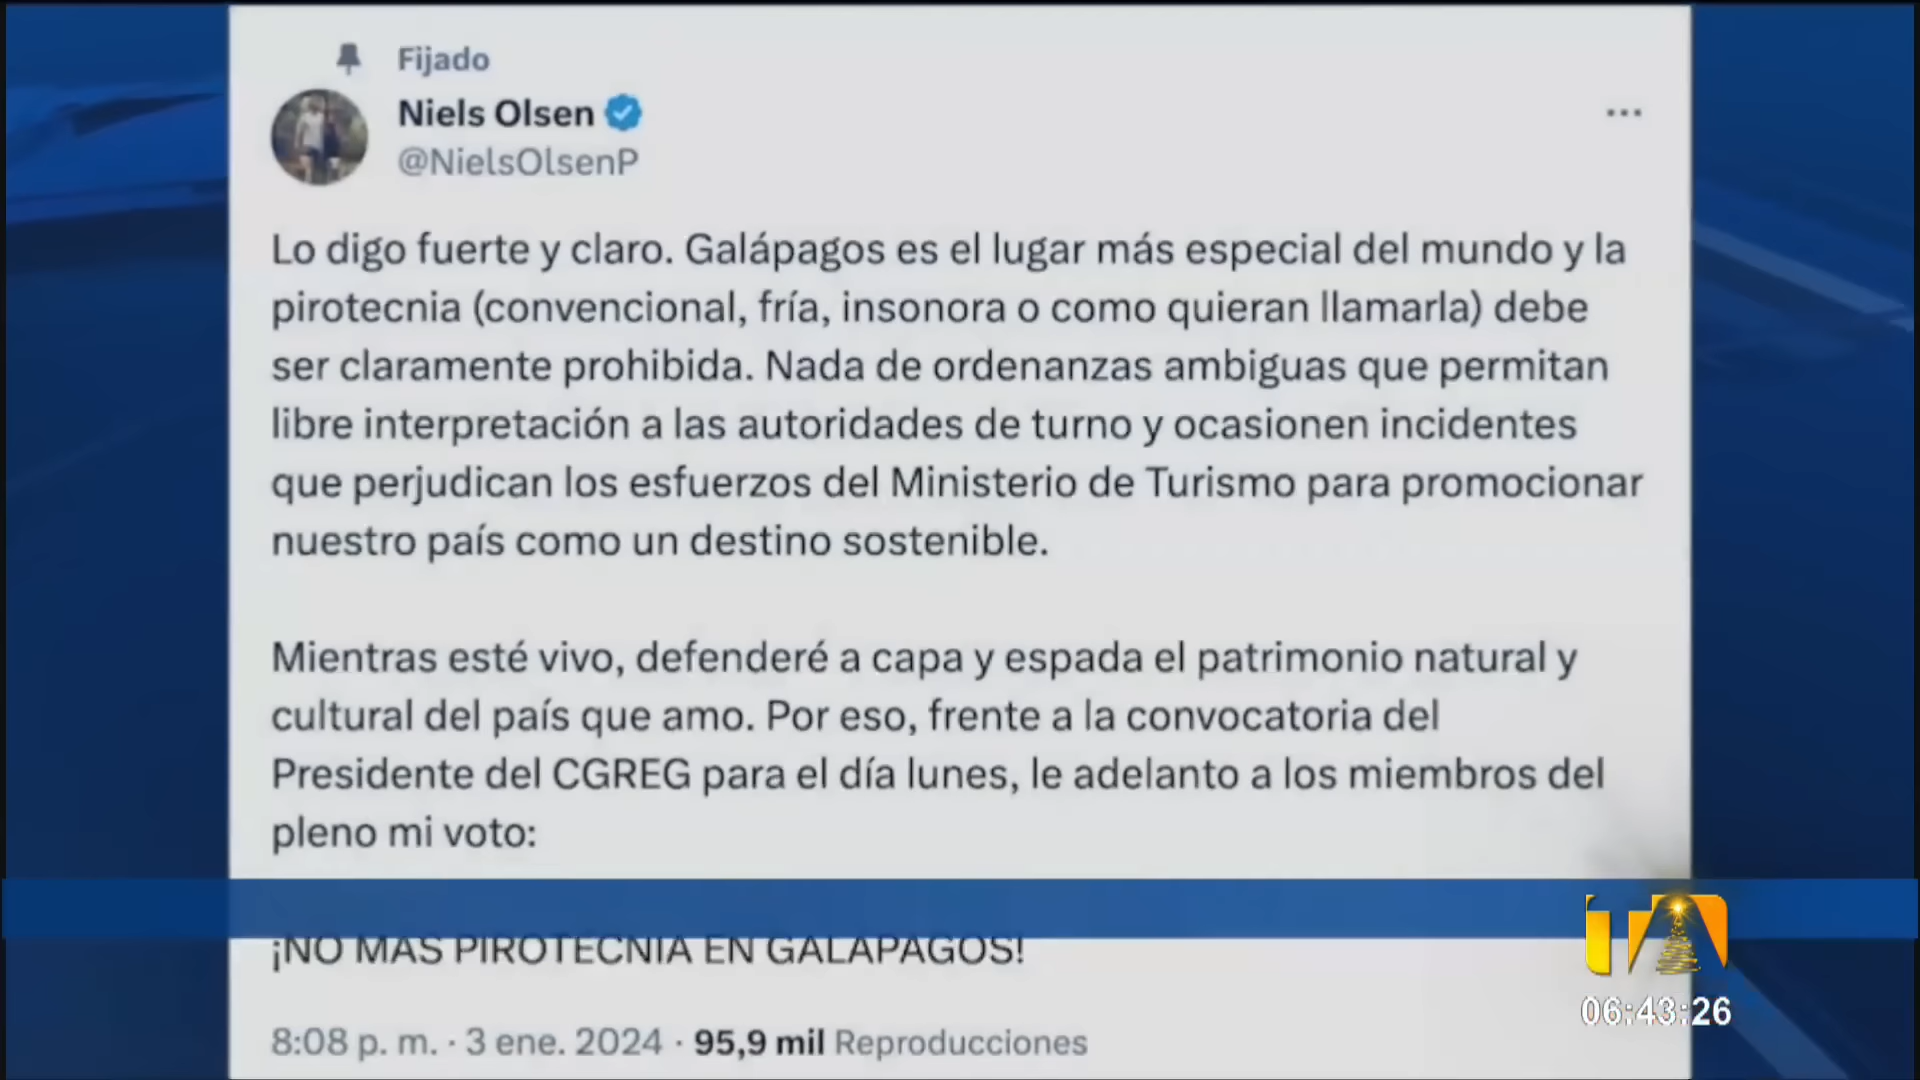 Fijado
Niels Olsen
@NielsOlsenP
Lo digo fuerte y claro. Galápagos es el lugar más especial del mundo y la
pirotecnia (convencional, fría, insonora o como quieran llamarla) debe
ser claramente prohibida. Nada de ordenanzas ambiguas que permitan
libre interpretación a las autoridades de turno y ocasionen incidentes
que perjudican los esfuerzos del Ministerio de Turismo para promocionar
nuestro país como un destino sostenible.
Mientras esté vivo, defenderé a capa y espada el patrimonio natural y
cultural del país que amo. Por eso, frente a la convocatoria del
Presidente del CGREG para el día lunes, le adelanto a los miembros del
pleno mi voto:
¡NO MAS PIROTECNIA EN GALAPAGOS!
TA
06:43:26
8:08 p. m. · 3 ene. 2024 · 95,9 mil Reproducciones